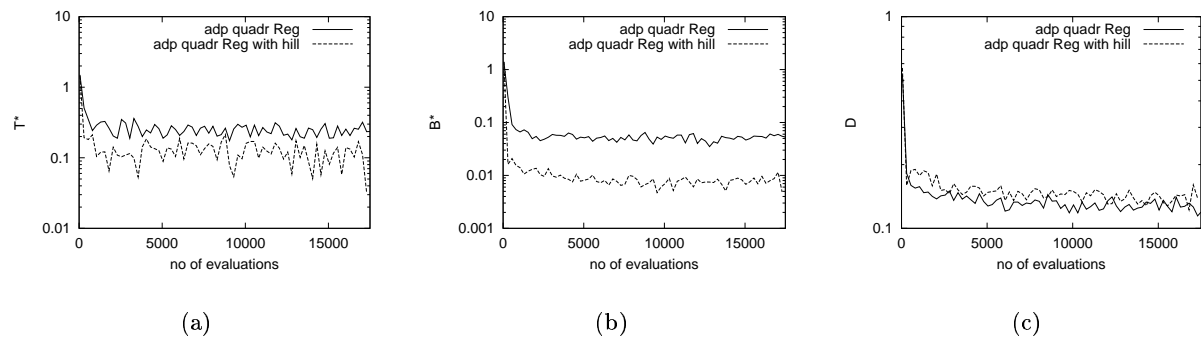 10
1
0.1
0.01
T*
adp quadr Reg
adp quadr Reg with hill
0 5000 10000 15000
no of evaluations
(a)
10
1
0.1
0.01
0.001
B*
adp quadr Reg
adp quadr Reg with hill
0 5000 10000 15000
no of evaluations
(b)
1
0.1
D
adp quadr Reg
adp quadr Reg with hill
0 5000 10000 15000
no of evaluations
(c)